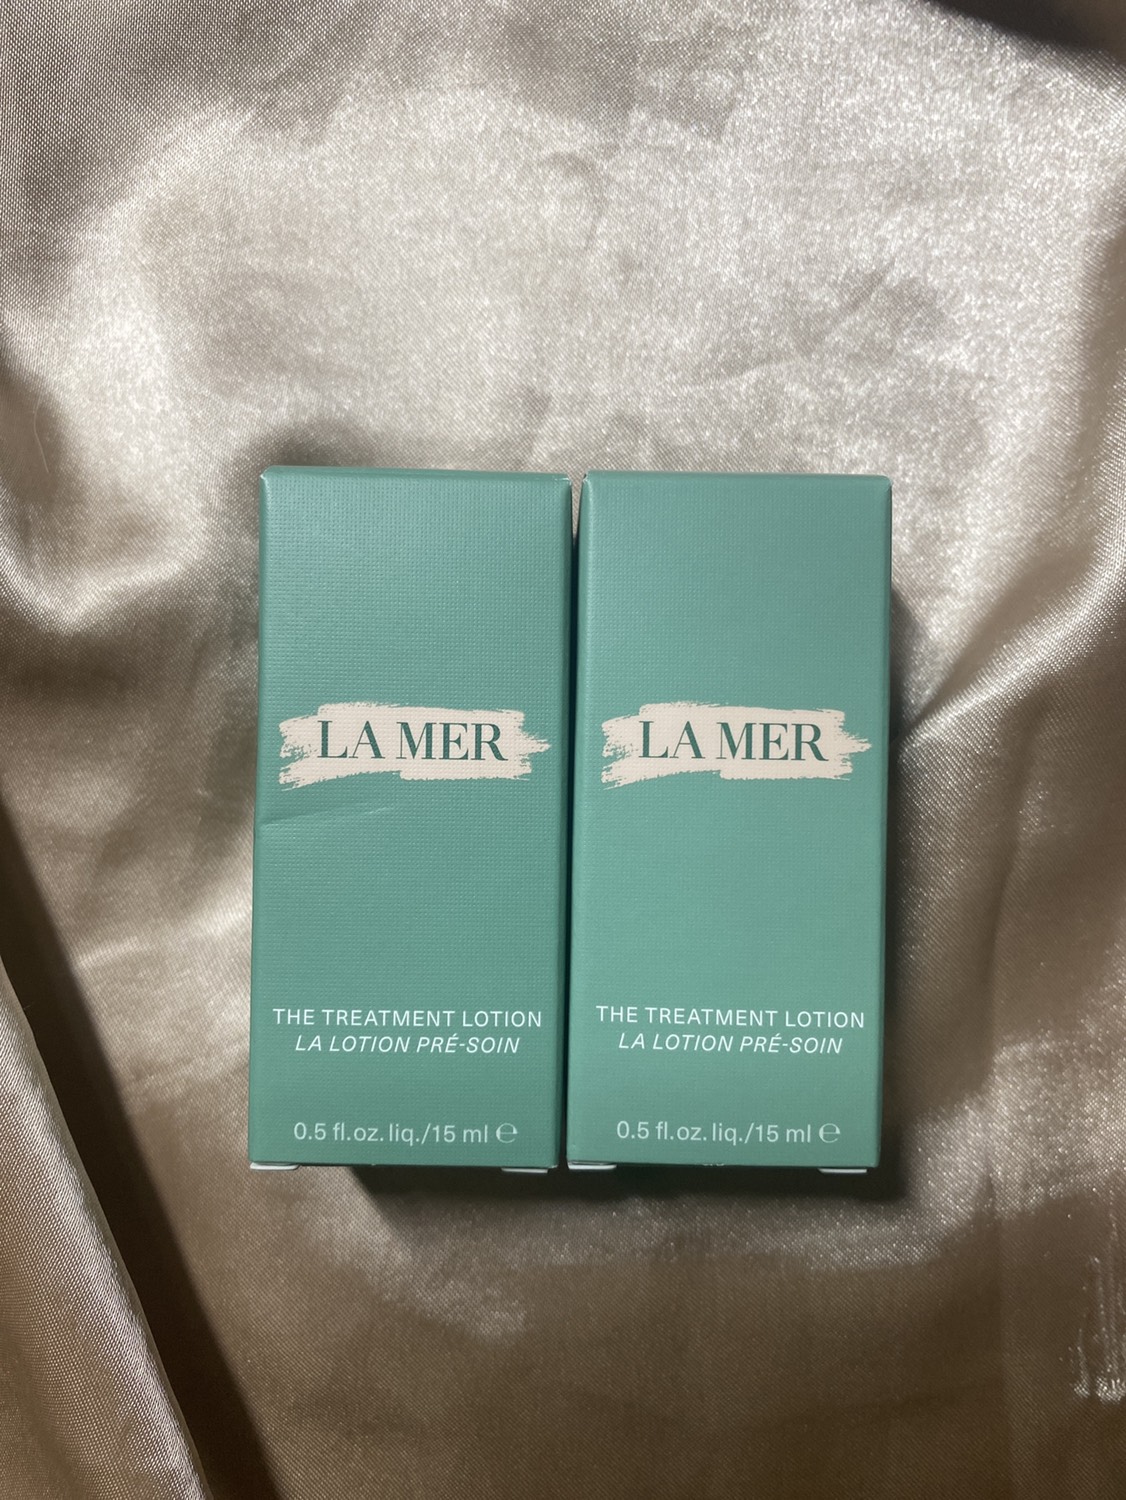 LA MER
THE TREATMENT LOTION
LA LOTION PRÉ-SOIN
0.5 fl.oz. liq./15 ml ℮
LA MER
THE TREATMENT LOTION
LA LOTION PRÉ-SOIN
0.5 fl.oz. liq./15 ml ℮